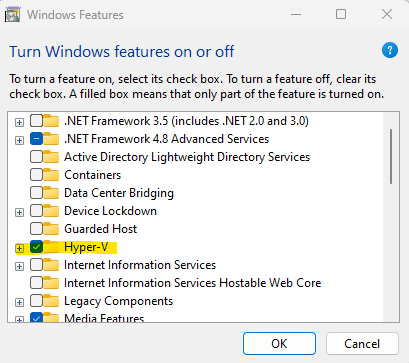 Windows Features
Turn Windows features on or off
?
To turn a feature on, select its check box. To turn a feature off, clear its
check box. A filled box means that only part of the feature is turned on.
.NET Framework 3.5 (includes .NET 2.0 and 3.0)
.NET Framework 4.8 Advanced Services
Active Directory Lightweight Directory Services
Containers
Data Center Bridging
Device Lockdown
Guarded Host
Hyper-V
Internet Information Services
Internet Information Services Hostable Web Core
Legacy Components
Media Features
OK
Cancel